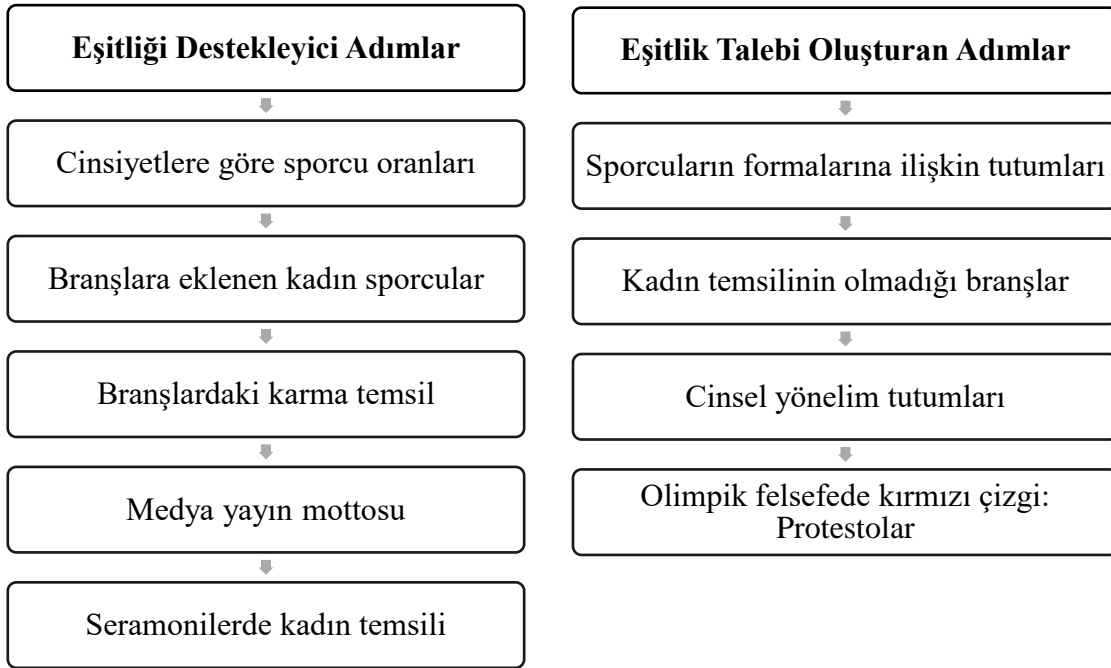 Eşitliği Destekleyici Adımlar
Cinsiyetlere göre sporcu oranları
Branşlara eklenen kadın sporcular
Branşlardaki karma temsil
Medya yayın mottosu
Seramonilerde kadın temsili
Eşitlik Talebi Oluşturan Adımlar
Sporcuların formalarına ilişkin tutumları
Kadın temsilinin olmadığı branşlar
Cinsel yönelim tutumları
Olimpik felsefede kırmızı çizgi:
Protestolar